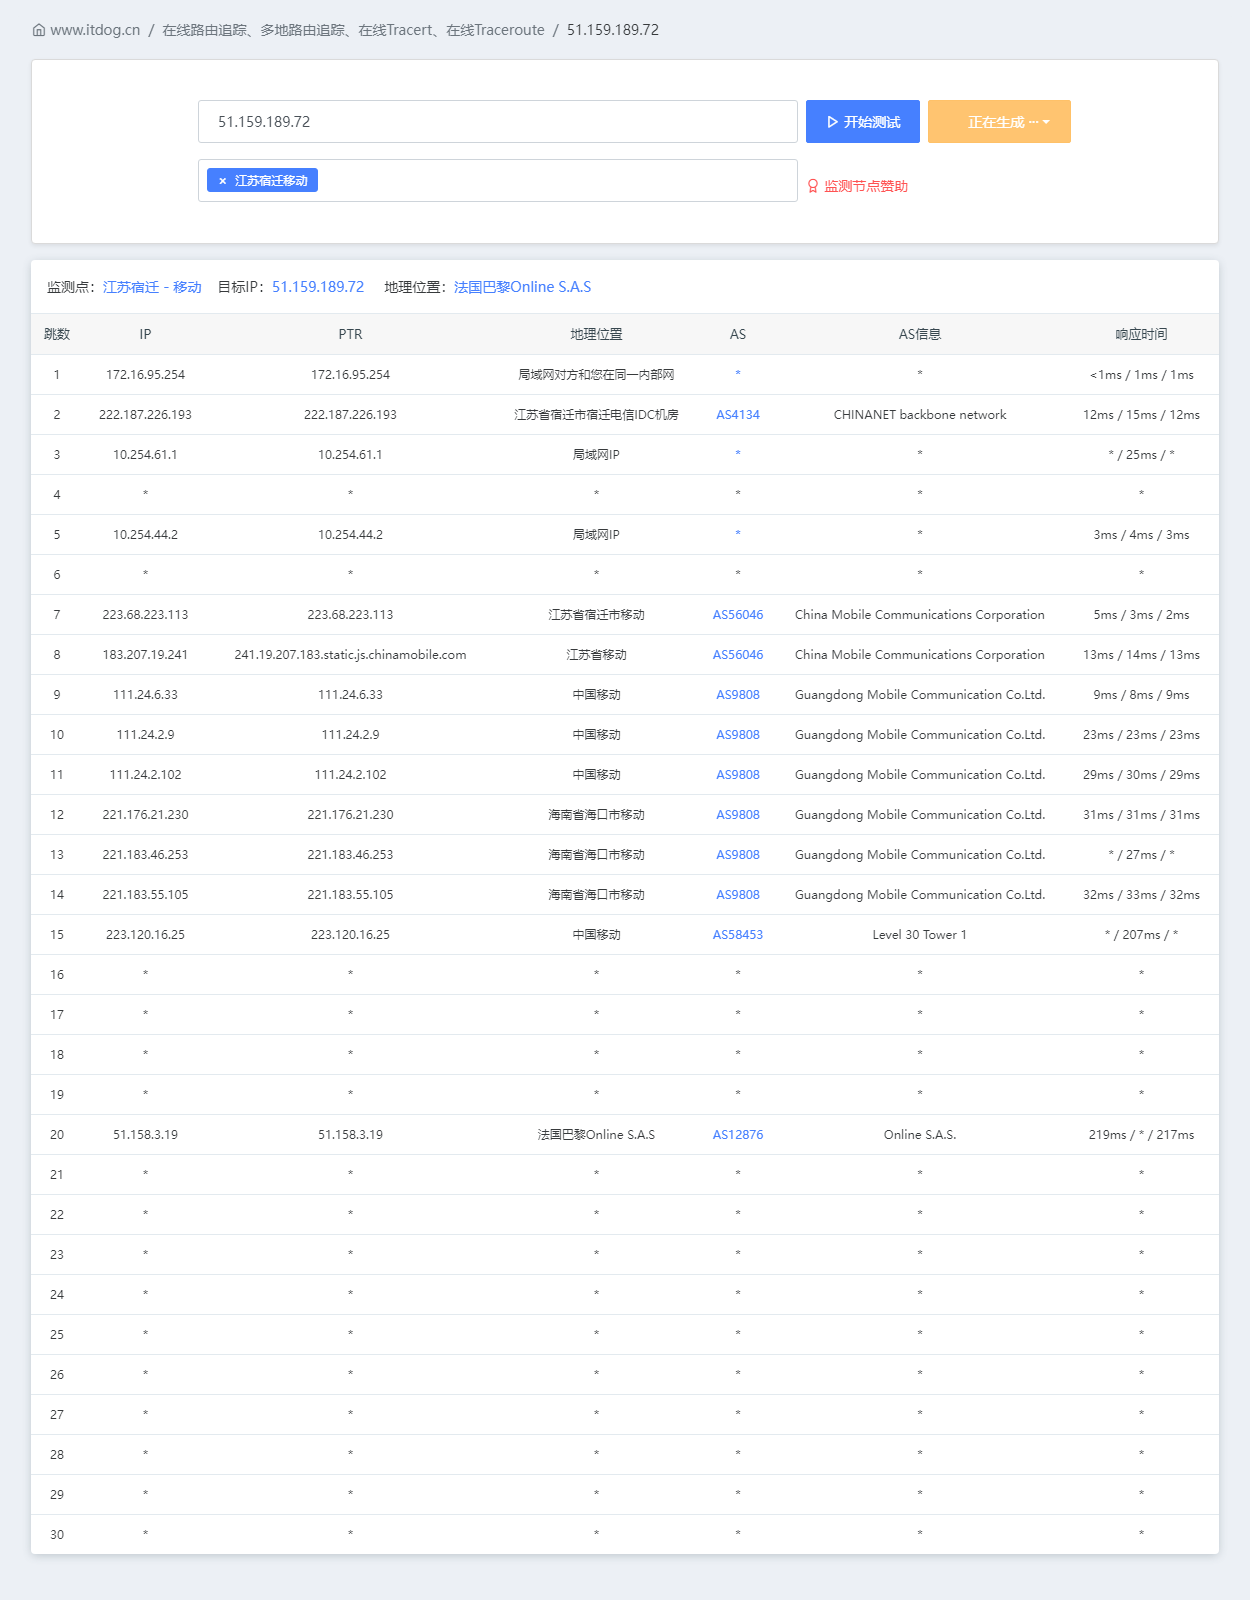 www.itdog.cn / 在线路由追踪、多地路由追踪、在线Tracert、在线Traceroute / 51.159.189.72
51.159.189.72 开始测试 正在生成 ···
× 江苏宿迁移动 监测节点赞助
监测点：江苏宿迁 - 移动 目标IP：51.159.189.72 地理位置：法国巴黎Online S.A.S
跳数 IP PTR 地理位置 AS AS信息 响应时间
1 172.16.95.254 172.16.95.254 局域网对方和您在同一内部网 * * <1ms / 1ms / 1ms
2 222.187.226.193 222.187.226.193 江苏省宿迁市宿迁电信IDC机房 AS4134 CHINANET backbone network 12ms / 15ms / 12ms
3 10.254.61.1 10.254.61.1 局域网IP * * * / 25ms / *
4 * * * * * *
5 10.254.44.2 10.254.44.2 局域网IP * * 3ms / 4ms / 3ms
6 * * * * * *
7 223.68.223.113 223.68.223.113 江苏省宿迁市移动 AS56046 China Mobile Communications Corporation 5ms / 3ms / 2ms
8 183.207.19.241 241.19.207.183.static.js.chinamobile.com 江苏省移动 AS56046 China Mobile Communications Corporation 13ms / 14ms / 13ms
9 111.24.6.33 111.24.6.33 中国移动 AS9808 Guangdong Mobile Communication Co.Ltd. 9ms / 8ms / 9ms
10 111.24.2.9 111.24.2.9 中国移动 AS9808 Guangdong Mobile Communication Co.Ltd. 23ms / 23ms / 23ms
11 111.24.2.102 111.24.2.102 中国移动 AS9808 Guangdong Mobile Communication Co.Ltd. 29ms / 30ms / 29ms
12 221.176.21.230 221.176.21.230 海南省海口市移动 AS9808 Guangdong Mobile Communication Co.Ltd. 31ms / 31ms / 31ms
13 221.183.46.253 221.183.46.253 海南省海口市移动 AS9808 Guangdong Mobile Communication Co.Ltd. * / 27ms / *
14 221.183.55.105 221.183.55.105 海南省海口市移动 AS9808 Guangdong Mobile Communication Co.Ltd. 32ms / 33ms / 32ms
15 223.120.16.25 223.120.16.25 中国移动 AS58453 Level 30 Tower 1 * / 207ms / *
16 * * * * * *
17 * * * * * *
18 * * * * * *
19 * * * * * *
20 51.158.3.19 51.158.3.19 法国巴黎Online S.A.S AS12876 Online S.A.S. 219ms / * / 217ms
21 * * * * * *
22 * * * * * *
23 * * * * * *
24 * * * * * *
25 * * * * * *
26 * * * * * *
27 * * * * * *
28 * * * * * *
29 * * * * * *
30 * * * * * *